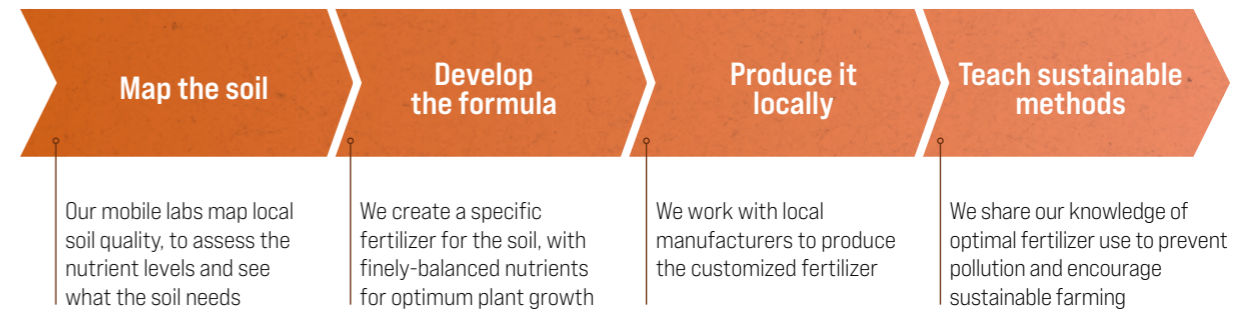 Map the soil
Develop
the formula
Produce it
locally
Teach sustainable
methods
Our mobile labs map local
soil quality, to assess the
nutrient levels and see
what the soil needs
We create a specific
fertilizer for the soil, with
finely-balanced nutrients
for optimum plant growth
We work with local
manufacturers to produce
the customized fertilizer
We share our knowledge of
optimal fertilizer use to prevent
pollution and encourage
sustainable farming